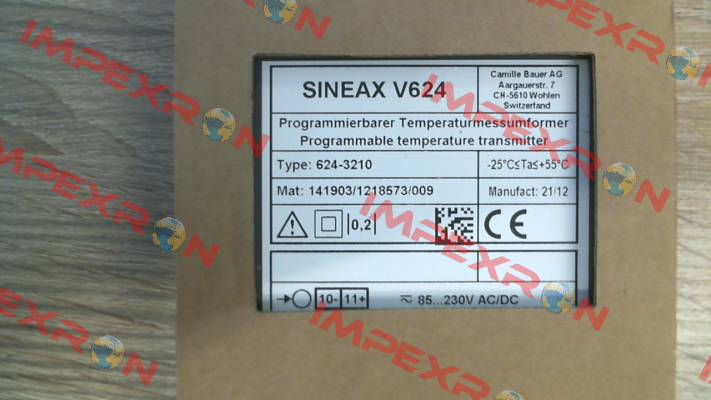 SINEAX V624
Camille Bauer AG
Aargauerstr. 7
CH-5610 Wohlen
Switzerland
Programmierbarer Temperaturmessumformer
Programmable temperature transmitter
Type: 624-3210
-25°C≤Ta≤+55°C
Mat: 141903/1218573/009
Manufact: 21/12
0,2
CE
10- 11+
85...230V AC/DC
IMPEXRON
IMPEXRON
IMPEXRON
IMPEXRON
IMPEXRON
IMPEXRON